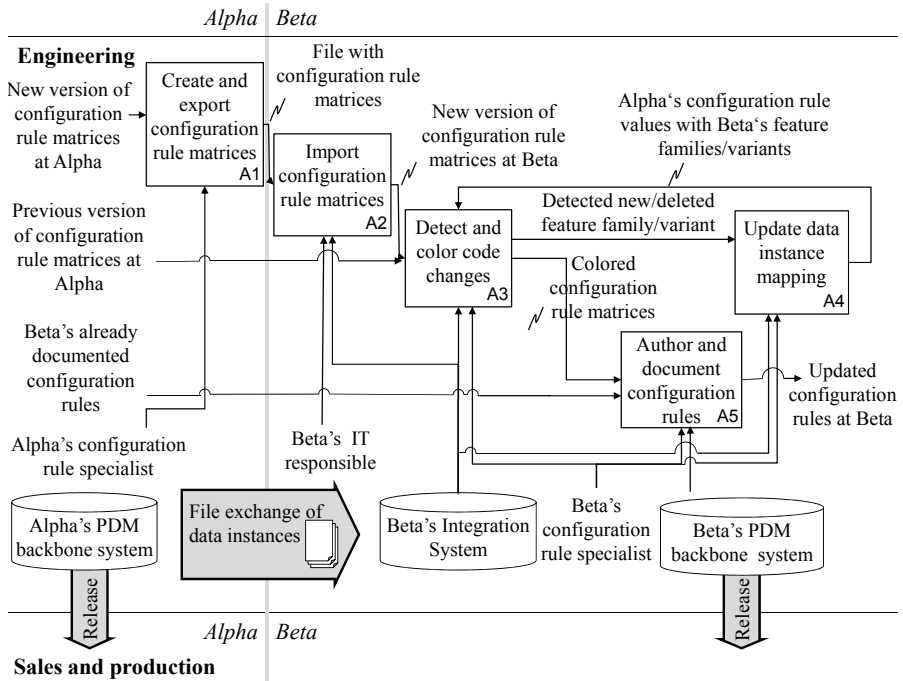 Alpha Beta
Engineering
New version of
configuration
rule matrices
at Alpha
Create and
export
configuration
rule matrices
A1
File with
configuration rule
matrices
Import
configuration
rule matrices
A2
New version of
configuration rule
matrices at Beta
Alpha‘s configuration rule
values with Beta‘s feature
families/variants
Previous version
of configuration
rule matrices at
Alpha
Detect and
color code
changes
A3
Detected new/deleted
feature family/variant
Update data
instance
mapping
A4
Colored
configuration
rule matrices
Beta’s already
documented
configuration
rules
Author and
document
configuration
rules
A5
Updated
configuration
rules at Beta
Alpha’s configuration
rule specialist
Beta’s IT
responsible
Alpha’s PDM
backbone system
File exchange of
data instances
Beta’s Integration
System
Beta’s
configuration
rule specialist
Beta’s PDM
backbone system
Release
Release
Alpha Beta
Sales and production